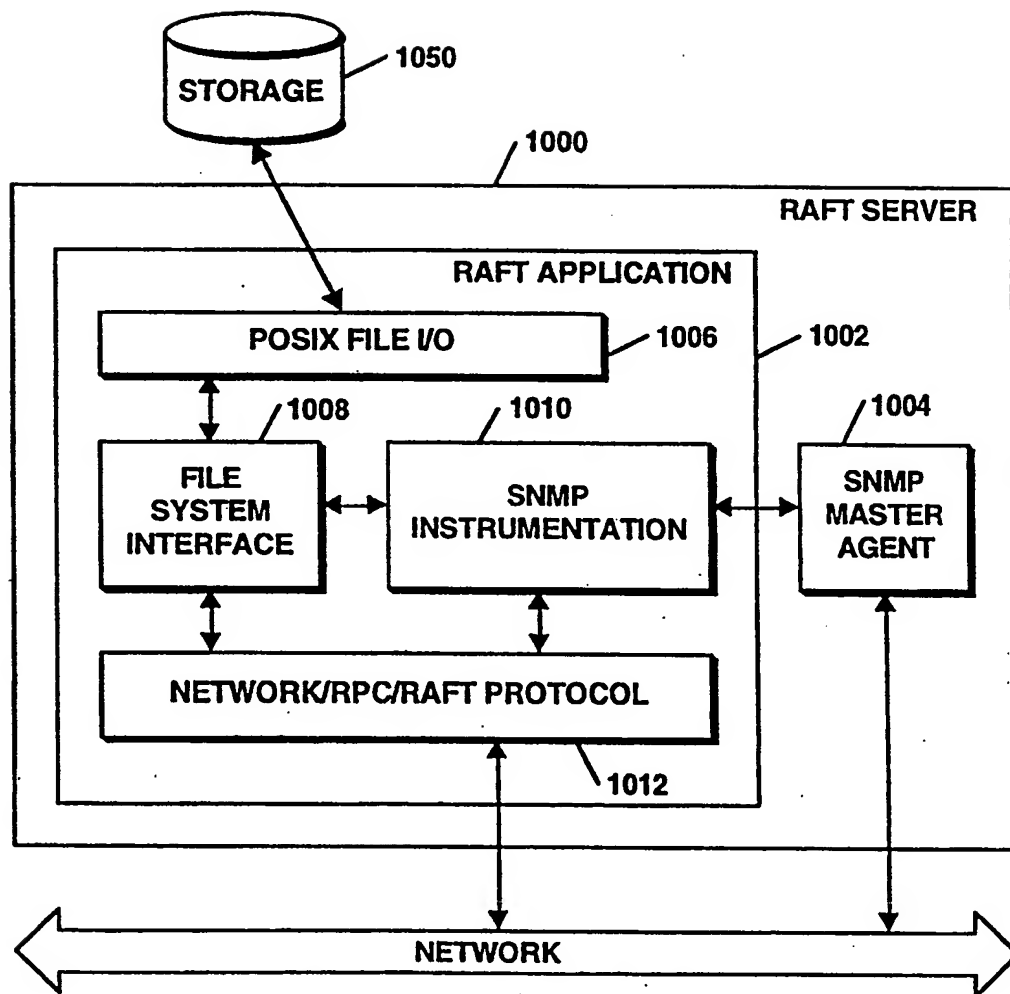 STORAGE
1050
1000
RAFT SERVER
RAFT APPLICATION
POSIX FILE I/O
1006
1002
1008
1010
1004
FILE
SYSTEM
INTERFACE
SNMP
INSTRUMENTATION
SNMP
MASTER
AGENT
NETWORK/RPC/RAFT PROTOCOL
1012
NETWORK